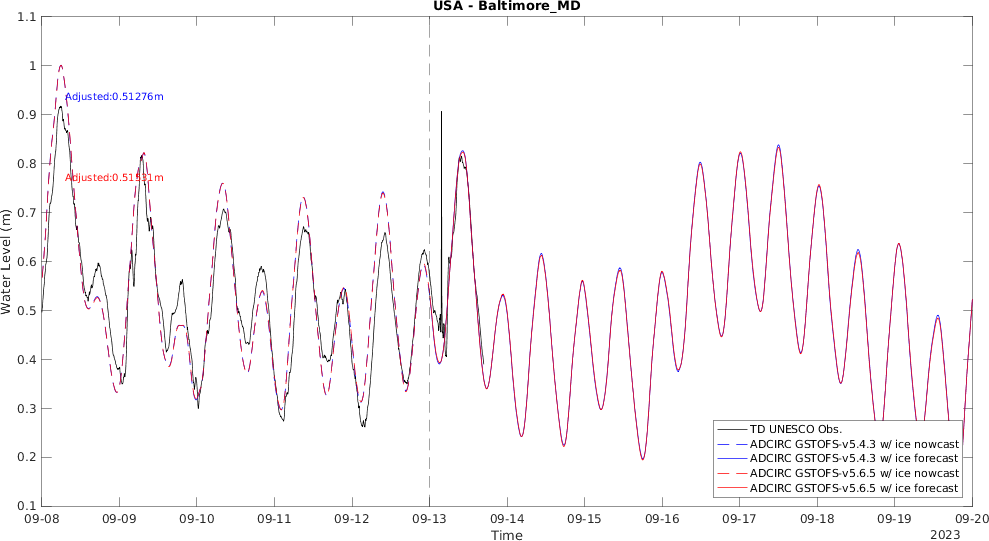 USA - Baltimore_MD
1.1
1
0.9
0.8
0.7
0.6
0.5
0.4
0.3
0.2
0.1
Water Level (m)
Adjusted:0.51276m
Adjusted:0.51531m
TD UNESCO Obs.
ADCIRC GSTOFS-v5.4.3 w/ ice nowcast
ADCIRC GSTOFS-v5.4.3 w/ ice forecast
ADCIRC GSTOFS-v5.6.5 w/ ice nowcast
ADCIRC GSTOFS-v5.6.5 w/ ice forecast
09-08 09-09 09-10 09-11 09-12 09-13 09-14 09-15 09-16 09-17 09-18 09-19 09-20
Time
2023